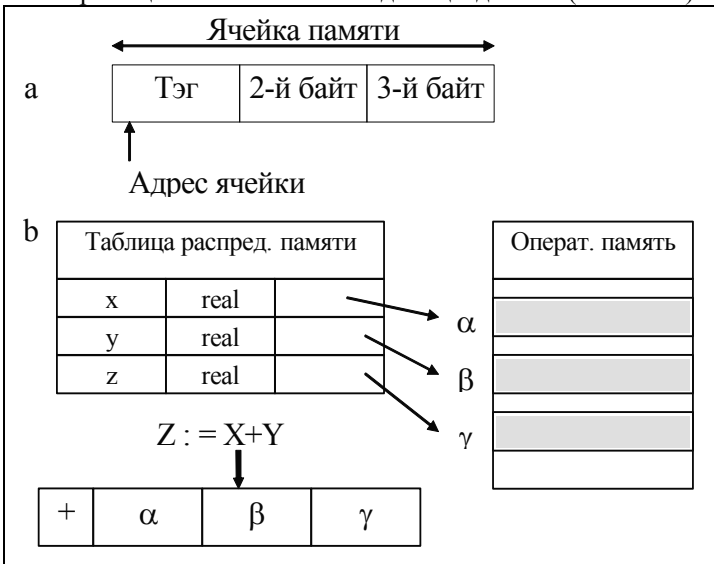 Ячейка памяти
a
Тэг 2-й байт 3-й байт
Адрес ячейки
b
Таблица распред. памяти
x real
y real
z real
Операт. память
α
β
γ
Z : = X+Y
+ α β γ